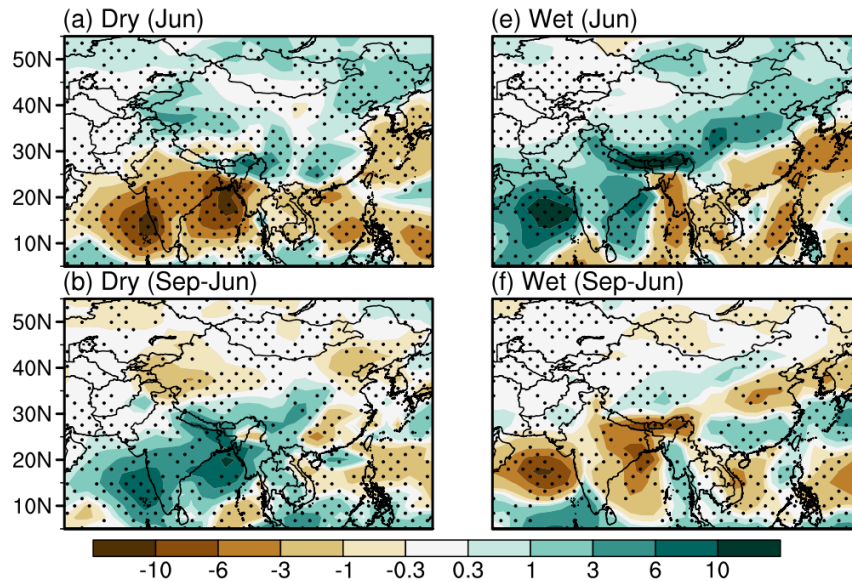 (a) Dry (Jun)
(e) Wet (Jun)
50N
40N
30N
20N
10N
(b) Dry (Sep-Jun)
(f) Wet (Sep-Jun)
50N
40N
30N
20N
10N
-10 -6 -3 -1 -0.3 0.3 1 3 6 10